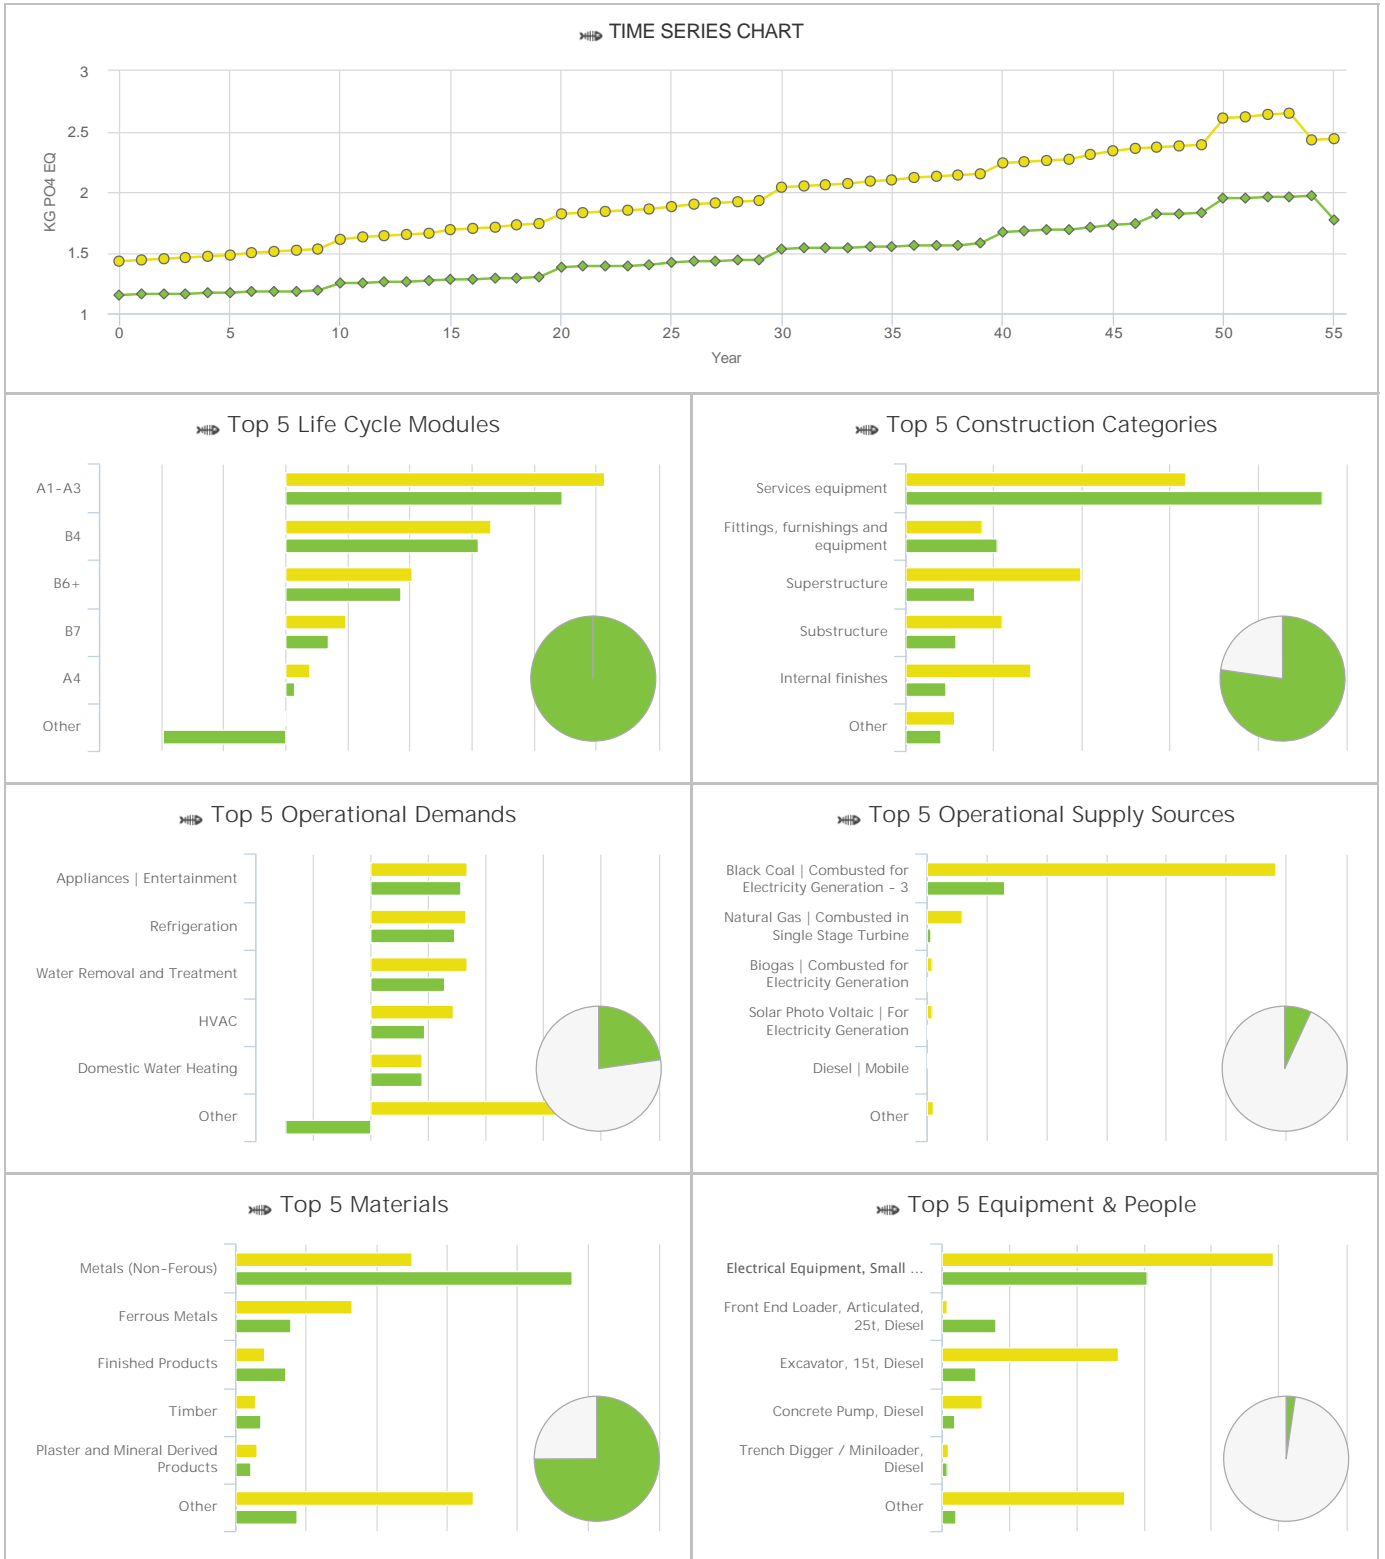 TIME SERIES CHART
3
2.5
2
1.5
1
KG PO4 EQ
0 5 10 15 20 25 30 35 40 45 50 55
Year
Top 5 Life Cycle Modules
A1-A3
B4
B6+
B7
A4
Other
Top 5 Construction Categories
Services equipment
Fittings, furnishings and
equipment
Superstructure
Substructure
Internal finishes
Other
Top 5 Operational Demands
Appliances | Entertainment
Refrigeration
Water Removal and Treatment
HVAC
Domestic Water Heating
Other
Top 5 Operational Supply Sources
Black Coal | Combusted for
Electricity Generation - 3
Natural Gas | Combusted in
Single Stage Turbine
Biogas | Combusted for
Electricity Generation
Solar Photo Voltaic | For
Electricity Generation
Diesel | Mobile
Other
Top 5 Materials
Metals (Non-Ferous)
Ferrous Metals
Finished Products
Timber
Plaster and Mineral Derived
Products
Other
Top 5 Equipment & People
Electrical Equipment, Small ...
Front End Loader, Articulated,
25t, Diesel
Excavator, 15t, Diesel
Concrete Pump, Diesel
Trench Digger / Miniloader,
Diesel
Other